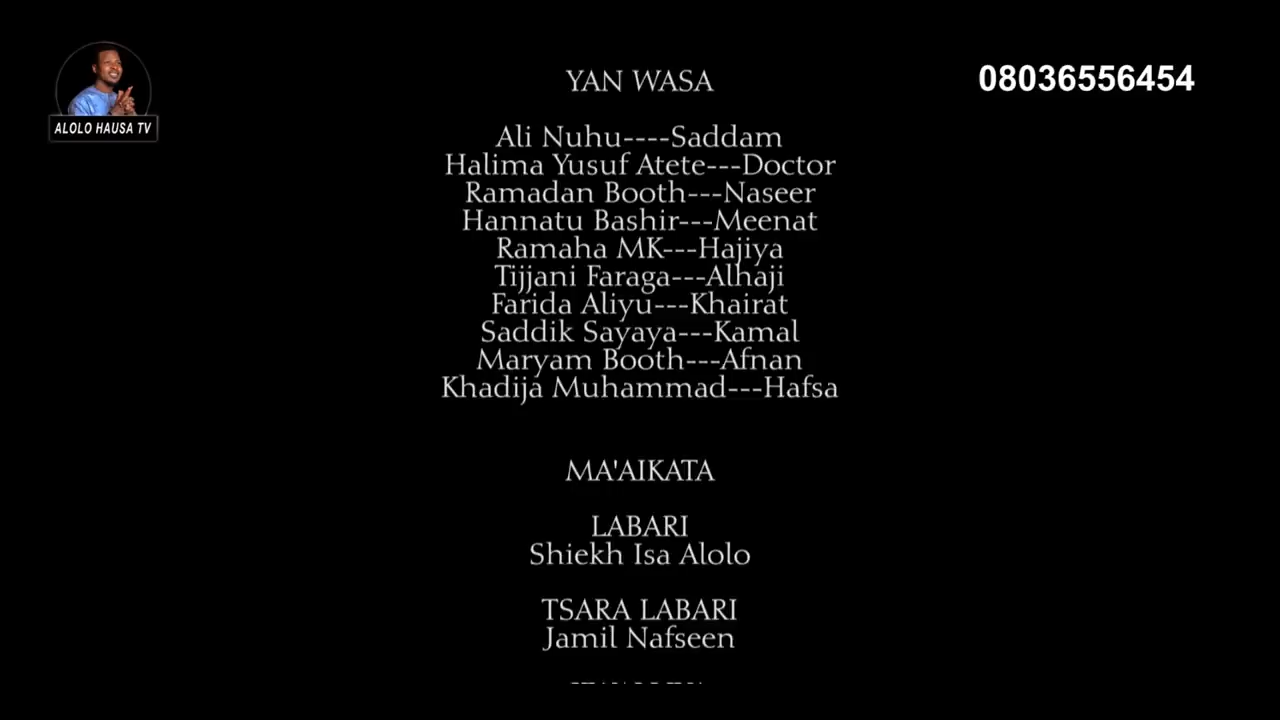 ALOLO HAUSA TV
08036556454
YAN WASA
Ali Nuhu----Saddam
Halima Yusuf Atete---Doctor
Ramadan Booth---Naseer
Hannatu Bashir---Meenat
Ramaha MK---Hajiya
Tijjani Faraga---Alhaji
Farida Aliyu---Khairat
Saddik Sayaya---Kamal
Maryam Booth---Afnan
Khadija Muhammad---Hafsa
MA'AIKATA
LABARI
Shiekh Isa Alolo
TSARA LABARI
Jamil Nafseen